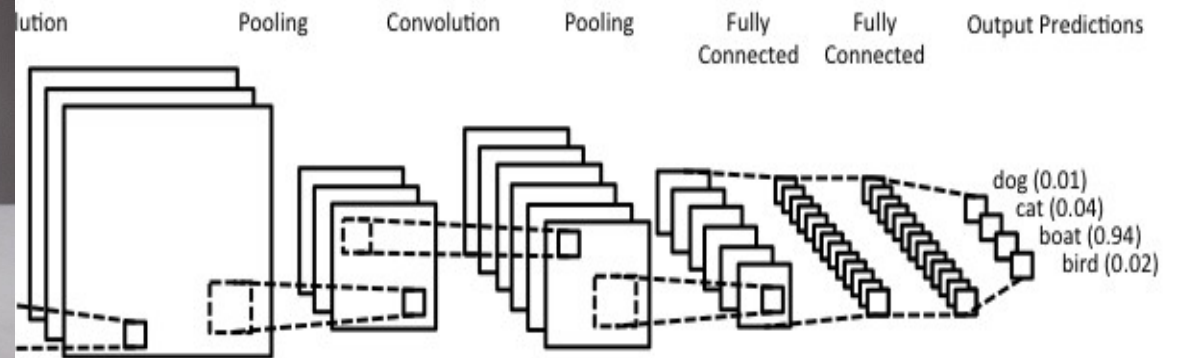 lution
Pooling
Convolution
Pooling
Fully
Connected
Fully
Connected
Output Predictions
dog (0.01)
cat (0.04)
boat (0.94)
bird (0.02)